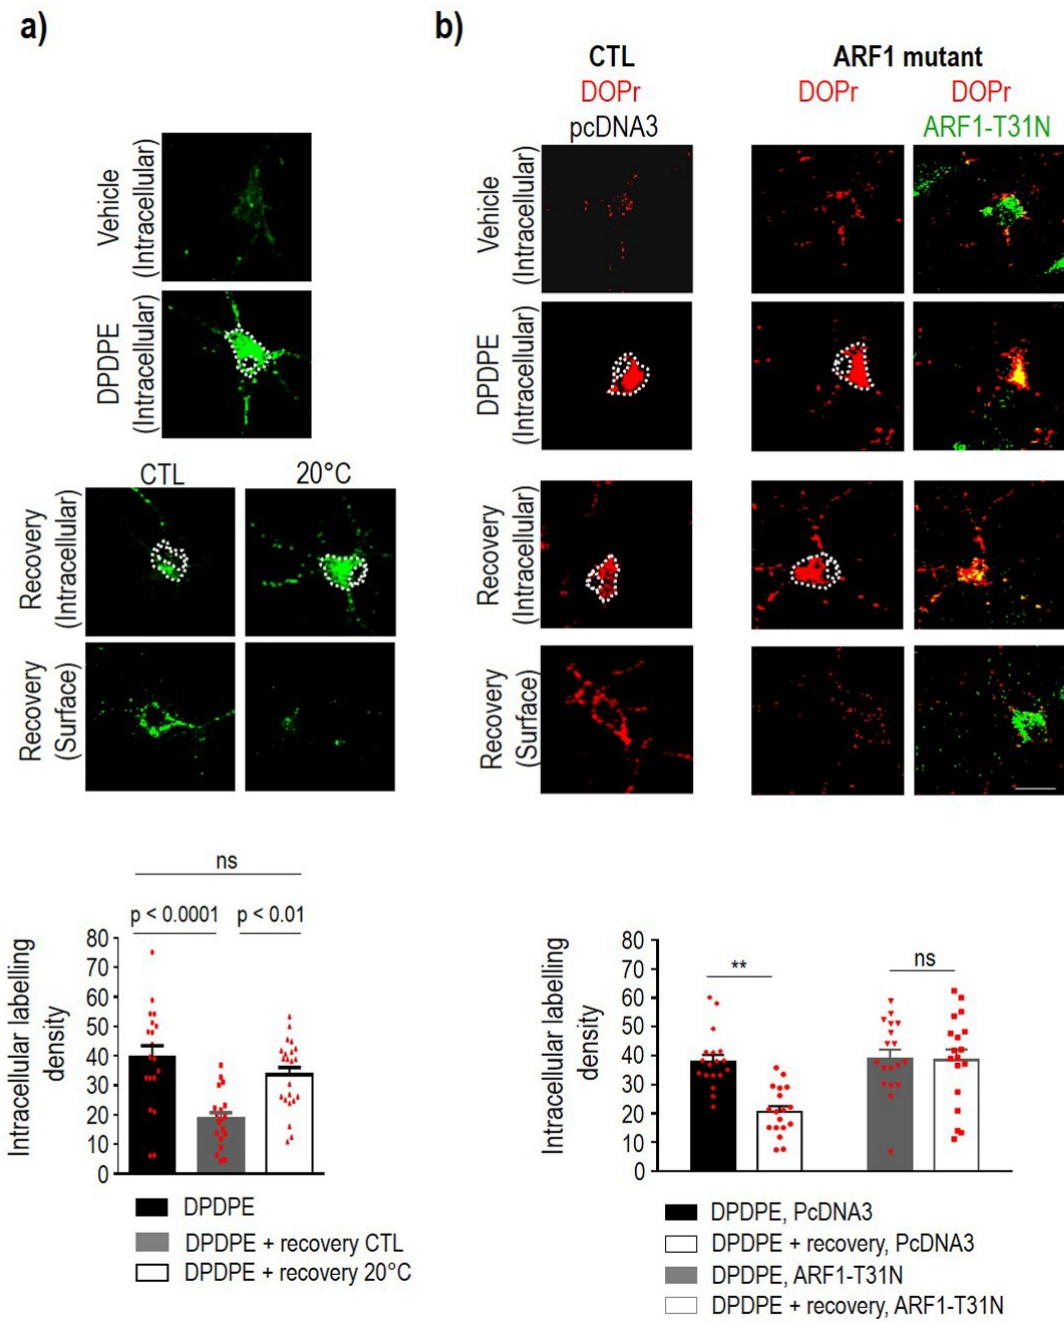 a)
Vehicle
(Intracellular)
DPDPE
(Intracellular)
CTL 20°C
Recovery
(Intracellular)
Recovery
(Surface)
ns
p < 0.0001 p < 0.01
Intracellular labelling
density
80
70
60
50
40
30
20
10
0
DPDPE
DPDPE + recovery CTL
DPDPE + recovery 20°C
b)
CTL ARF1 mutant
DOPr DOPr DOPr
pcDNA3 ARF1-T31N
Vehicle
(Intracellular)
DPDPE
(Intracellular)
Recovery
(Intracellular)
Recovery
(Surface)
** ns
Intracellular labelling
density
80
70
60
50
40
30
20
10
0
DPDPE, PcDNA3
DPDPE + recovery, PcDNA3
DPDPE, ARF1-T31N
DPDPE + recovery, ARF1-T31N